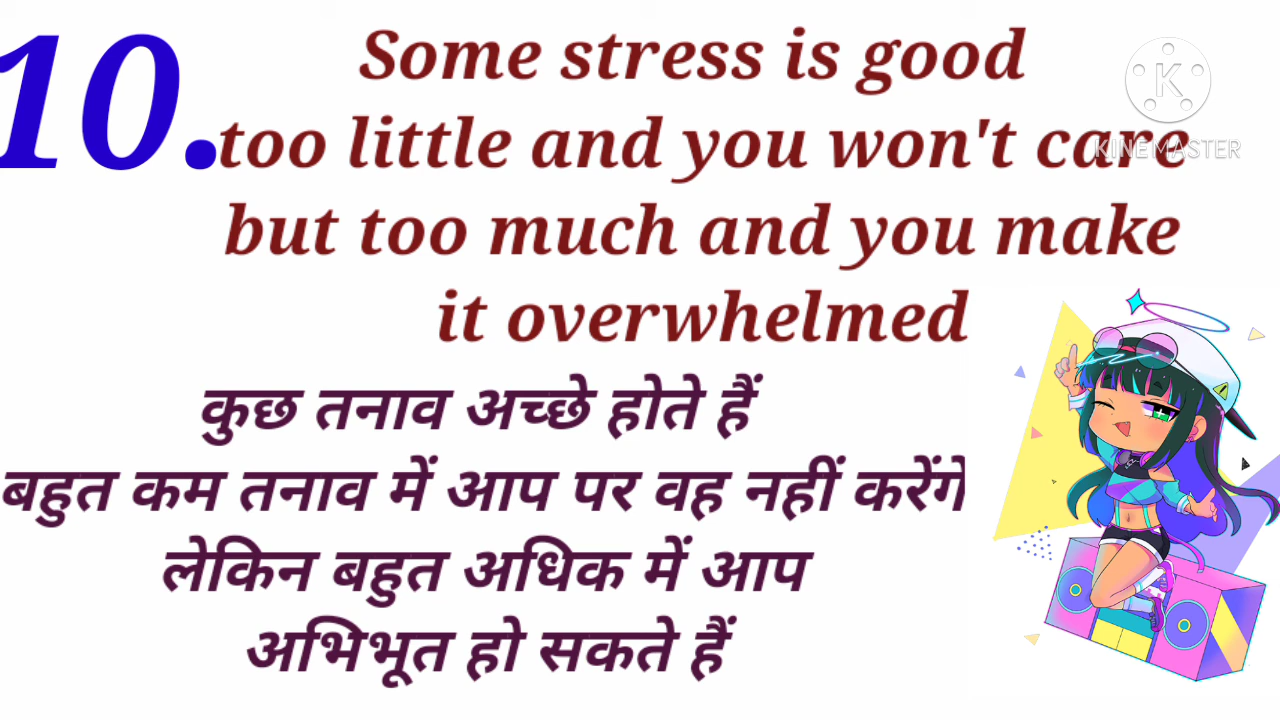 10.
Some stress is good
too little and you won't care
but too much and you make
it overwhelmed
कुछ तनाव अच्छे होते हैं
बहुत कम तनाव में आप पर वह नहीं करेंगे
लेकिन बहुत अधिक में आप
अभिभूत हो सकते हैं
K
KINEMASTER